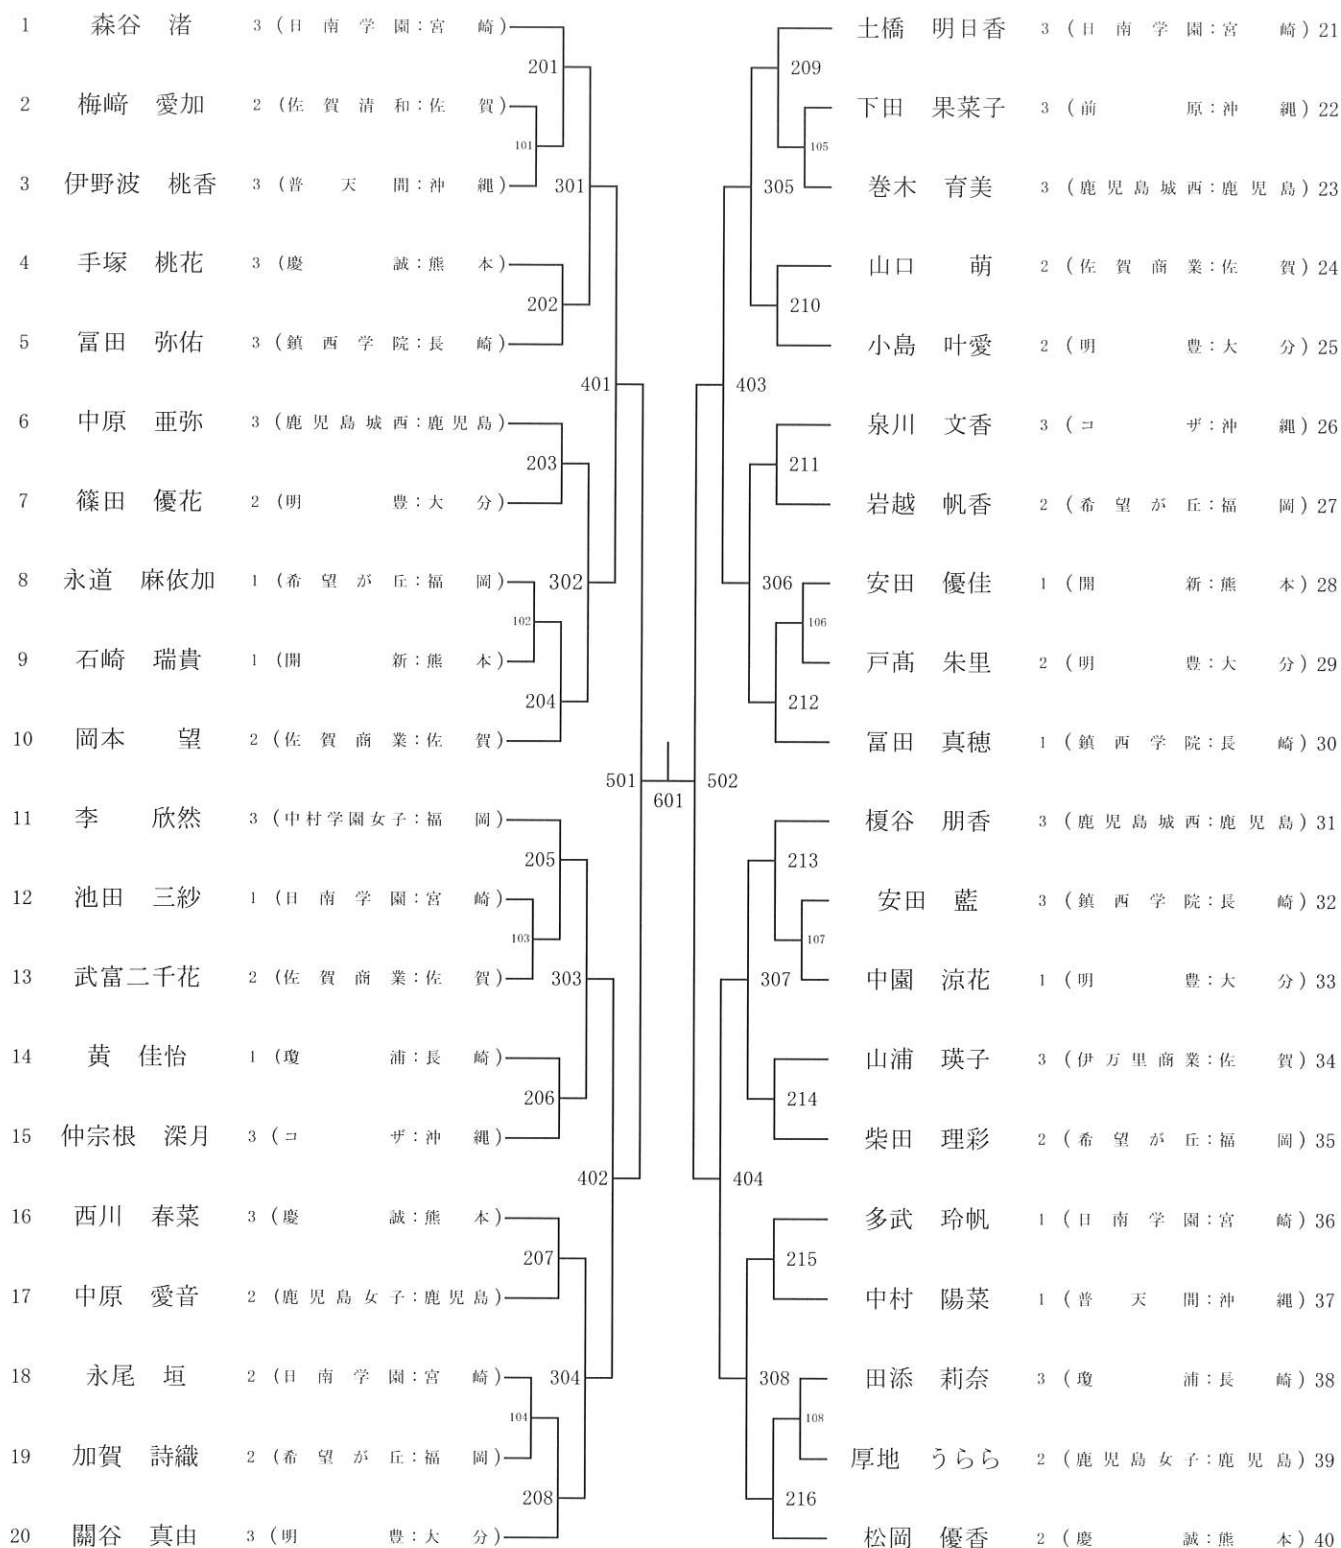 1 森谷 渚 3 (日南学園:宮崎)
201
2 梅﨑 愛加 2 (佐賀清和:佐賀)
101
3 伊野波 桃香 3 (普天間:沖縄)
301
4 手塚 桃花 3 (慶誠:熊本)
202
5 冨田 弥佑 3 (鎮西学院:長崎)
401
6 中原 亜弥 3 (鹿児島城西:鹿児島)
203
7 篠田 優花 2 (明豊:大分)
8 永道 麻依加 1 (希望が丘:福岡)
302
102
9 石崎 瑞貴 1 (開新:熊本)
204
10 岡本 望 2 (佐賀商業:佐賀)
501
11 李 欣然 3 (中村学園女子:福岡)
205
12 池田 三紗 1 (日南学園:宮崎)
103
13 武富二千花 2 (佐賀商業:佐賀)
303
14 黄 佳怡 1 (瓊浦:長崎)
206
15 仲宗根 深月 3 (コザ:沖縄)
402
16 西川 春菜 3 (慶誠:熊本)
207
17 中原 愛音 2 (鹿児島女子:鹿児島)
18 永尾 垣 2 (日南学園:宮崎)
304
104
19 加賀 詩織 2 (希望が丘:福岡)
208
20 關谷 真由 3 (明豊:大分)
601
土橋 明日香 3 (日南学園:宮崎) 21
209
下田 果菜子 3 (前原:沖縄) 22
105
305
巻木 育美 3 (鹿児島城西:鹿児島) 23
山口 萌 2 (佐賀商業:佐賀) 24
210
小島 叶愛 2 (明豊:大分) 25
403
泉川 文香 3 (コザ:沖縄) 26
211
岩越 帆香 2 (希望が丘:福岡) 27
306
安田 優佳 1 (開新:熊本) 28
106
戸髙 朱里 2 (明豊:大分) 29
212
冨田 真穂 1 (鎮西学院:長崎) 30
502
榎谷 朋香 3 (鹿児島城西:鹿児島) 31
213
安田 藍 3 (鎮西学院:長崎) 32
107
307
中園 涼花 1 (明豊:大分) 33
山浦 瑛子 3 (伊万里商業:佐賀) 34
214
柴田 理彩 2 (希望が丘:福岡) 35
404
多武 玲帆 1 (日南学園:宮崎) 36
215
中村 陽菜 1 (普天間:沖縄) 37
308
田添 莉奈 3 (瓊浦:長崎) 38
108
厚地 うらら 2 (鹿児島女子:鹿児島) 39
216
松岡 優香 2 (慶誠:熊本) 40